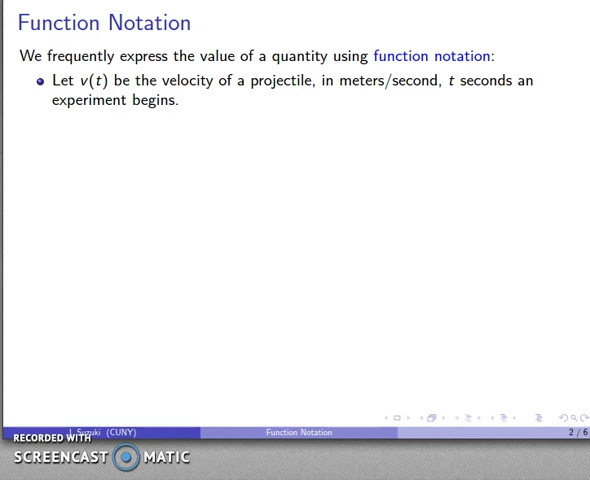 Function Notation
We frequently express the value of a quantity using function notation:
Let v(t) be the velocity of a projectile, in meters/second, t seconds an
experiment begins.
J. Suzuki (CUNY)
Function Notation
2 / 6
RECORDED WITH
SCREENCAST MATIC